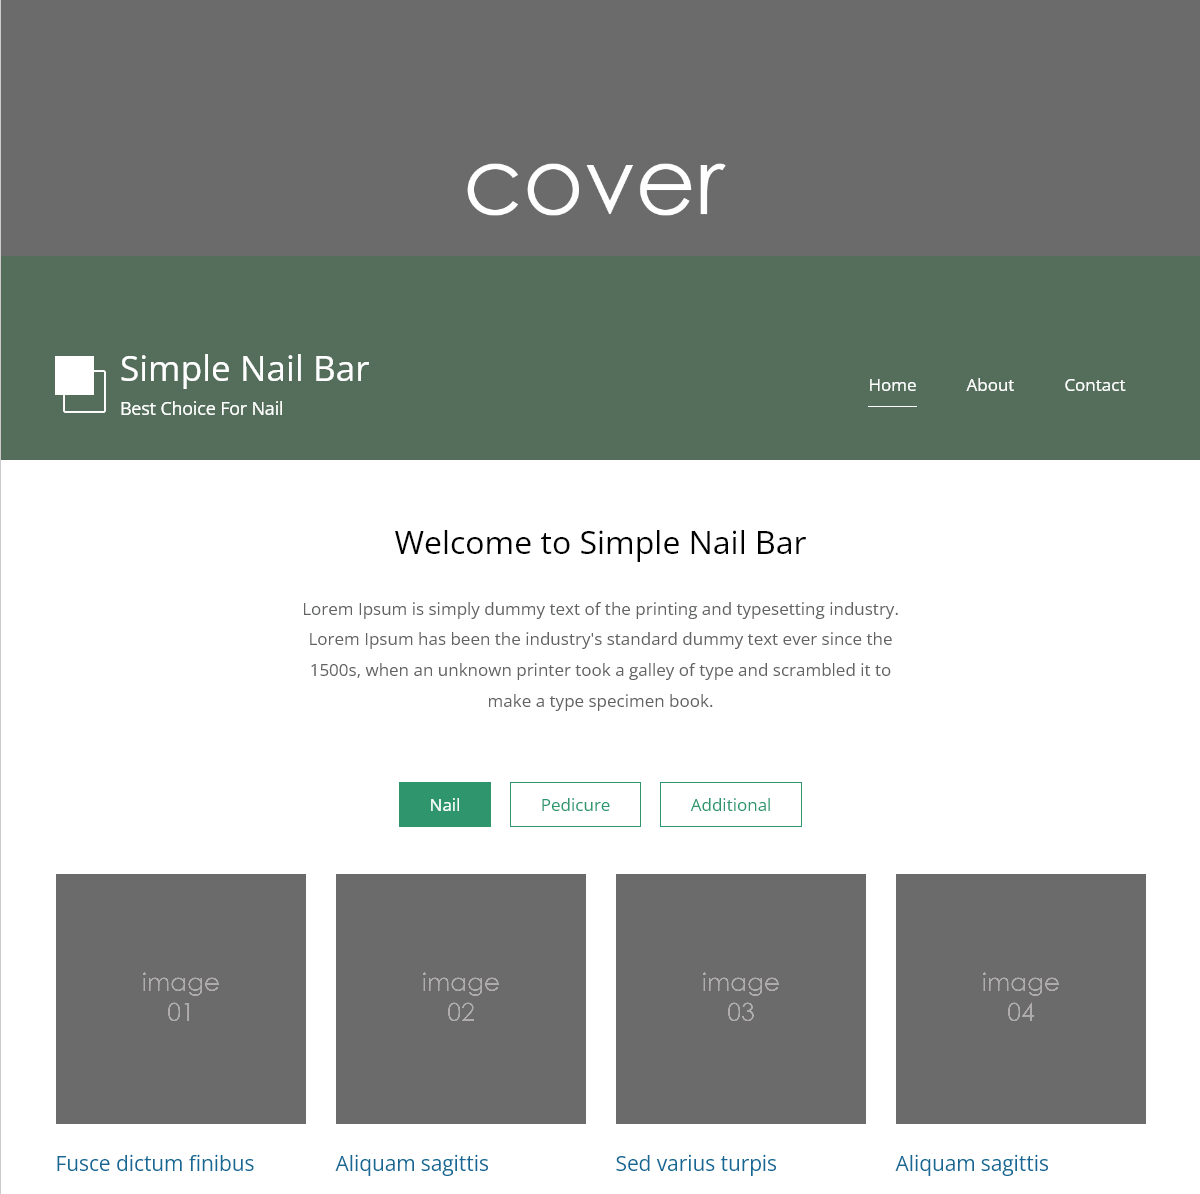 cover
Simple Nail Bar
Best Choice For Nail
Home About Contact
Welcome to Simple Nail Bar
Lorem Ipsum is simply dummy text of the printing and typesetting industry.
Lorem Ipsum has been the industry's standard dummy text ever since the
1500s, when an unknown printer took a galley of type and scrambled it to
make a type specimen book.
Nail Pedicure Additional
image
01
image
02
image
03
image
04
Fusce dictum finibus
Aliquam sagittis
Sed varius turpis
Aliquam sagittis